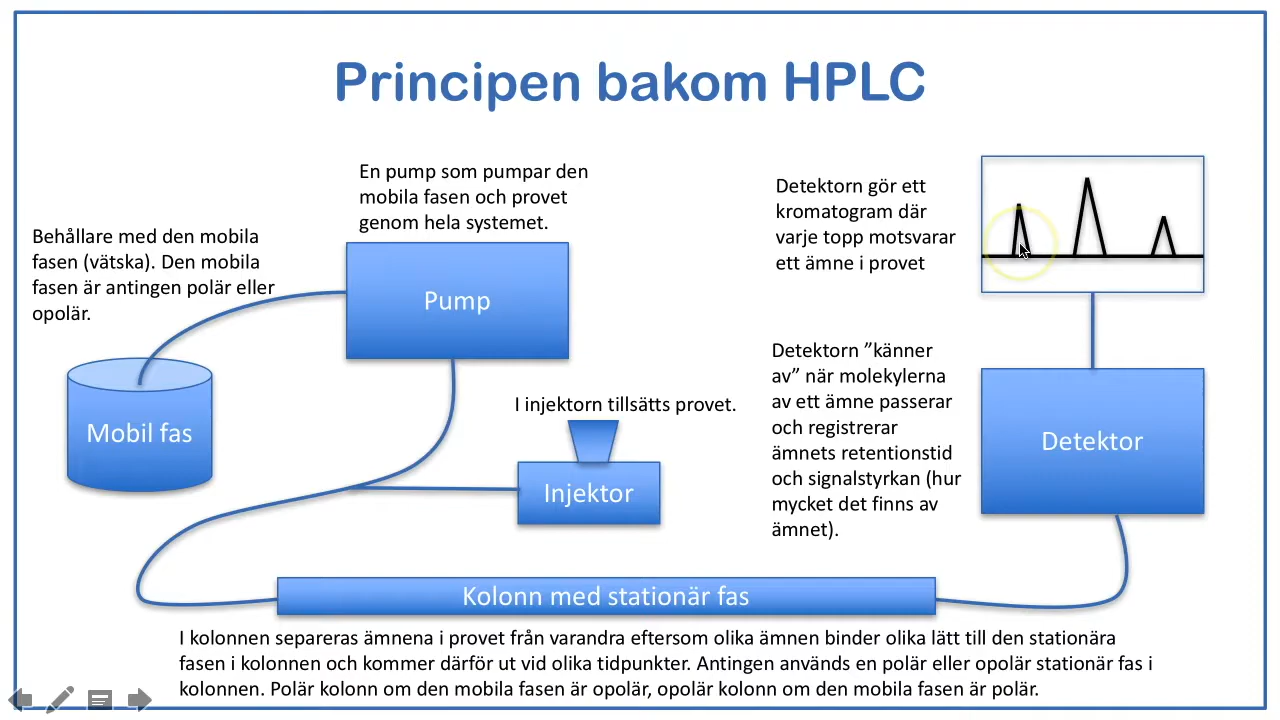 Principen bakom HPLC
En pump som pumpar den
mobila fasen och provet
genom hela systemet.
Behållare med den mobila
fasen (vätska). Den mobila
fasen är antingen polär eller
opolär.
Pump
Mobil fas
I injektorn tillsätts provet.
Injektor
Detektorn gör ett
kromatogram där
varje topp motsvarar
ett ämne i provet
Detektorn ”känner
av” när molekylerna
av ett ämne passerar
och registrerar
ämnets retentionstid
och signalstyrkan (hur
mycket det finns av
ämnet).
Detektor
Kolonn med stationär fas
I kolonnen separeras ämnena i provet från varandra eftersom olika ämnen binder olika lätt till den stationära
fasen i kolonnen och kommer därför ut vid olika tidpunkter. Antingen används en polär eller opolär stationär fas i
kolonnen. Polär kolonn om den mobila fasen är opolär, opolär kolonn om den mobila fasen är polär.